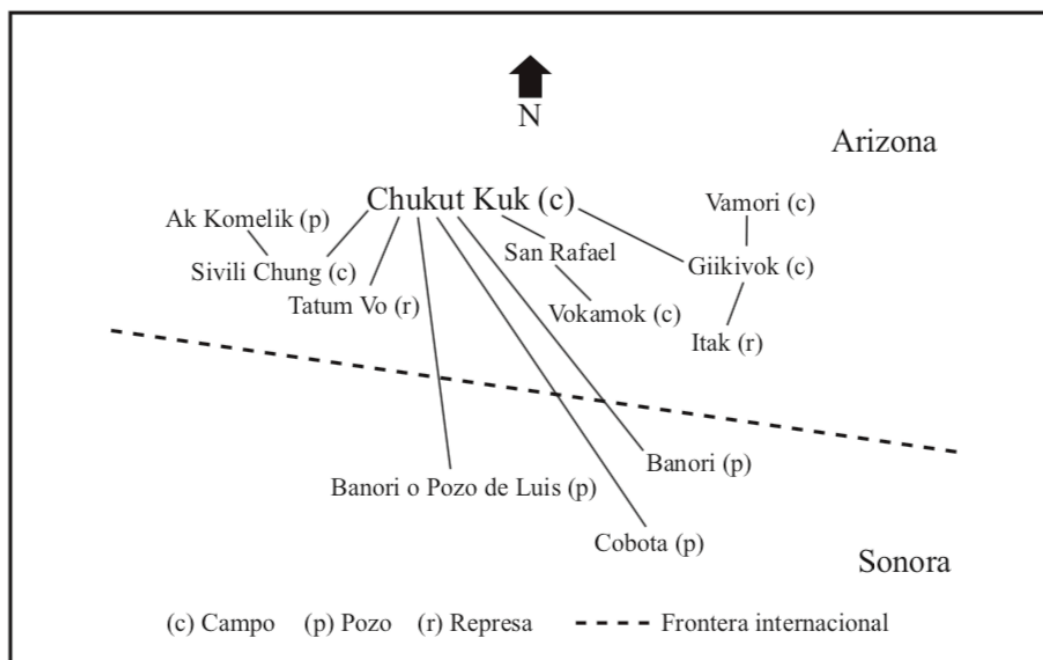 N
Arizona
Chukut Kuk (c)
Vamori (c)
Ak Komelik (p)
San Rafael
Giikivok (c)
Sivili Chung (c)
Tatum Vo (r)
Vokamok (c)
Itak (r)
Banori (p)
Banori o Pozo de Luis (p)
Cobota (p)
Sonora
(c) Campo (p) Pozo (r) Represa Frontera internacional